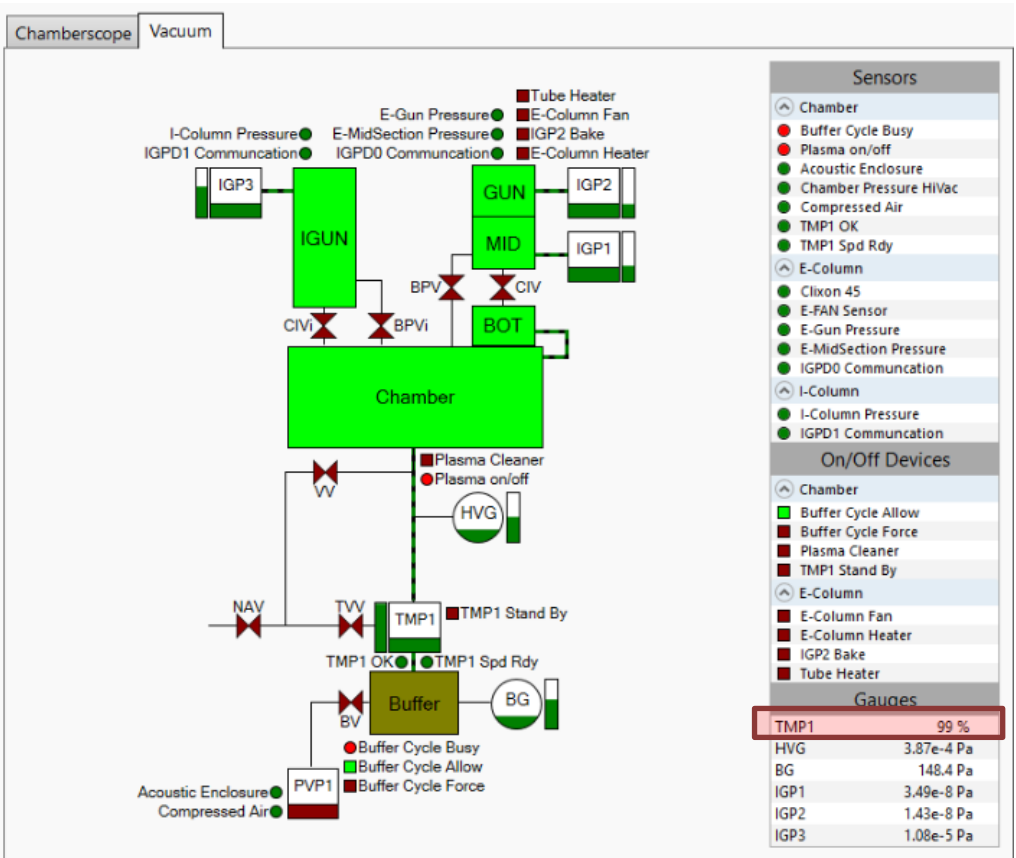 Chamberscope
Vacuum
Tube Heater
E-Gun Pressure
E-Column Fan
I-Column Pressure
E-MidSection Pressure
IGP2 Bake
IGPD1 Communcation
IGPD0 Communcation
E-Column Heater
IGP3
GUN
IGP2
IGUN
MID
IGP1
BPV
CIV
CIVi
BPVi
BOT
Chamber
Plasma Cleaner
Plasma on/off
VV
HVG
NAV
TVV
TMP1
TMP1 Stand By
TMP1 OK
TMP1 Spd Rdy
Buffer
BG
BV
Buffer Cycle Busy
Buffer Cycle Allow
Buffer Cycle Force
PVP1
Acoustic Enclosure
Compressed Air
Sensors
Chamber
Buffer Cycle Busy
Plasma on/off
Acoustic Enclosure
Chamber Pressure HiVac
Compressed Air
TMP1 OK
TMP1 Spd Rdy
E-Column
Clixon 45
E-FAN Sensor
E-Gun Pressure
E-MidSection Pressure
IGPD0 Communcation
I-Column
I-Column Pressure
IGPD1 Communcation
On/Off Devices
Chamber
Buffer Cycle Allow
Buffer Cycle Force
Plasma Cleaner
TMP1 Stand By
E-Column
E-Column Fan
E-Column Heater
IGP2 Bake
Tube Heater
Gauges
TMP1 99 %
HVG 3.87e-4 Pa
BG 148.4 Pa
IGP1 3.49e-8 Pa
IGP2 1.43e-8 Pa
IGP3 1.08e-5 Pa